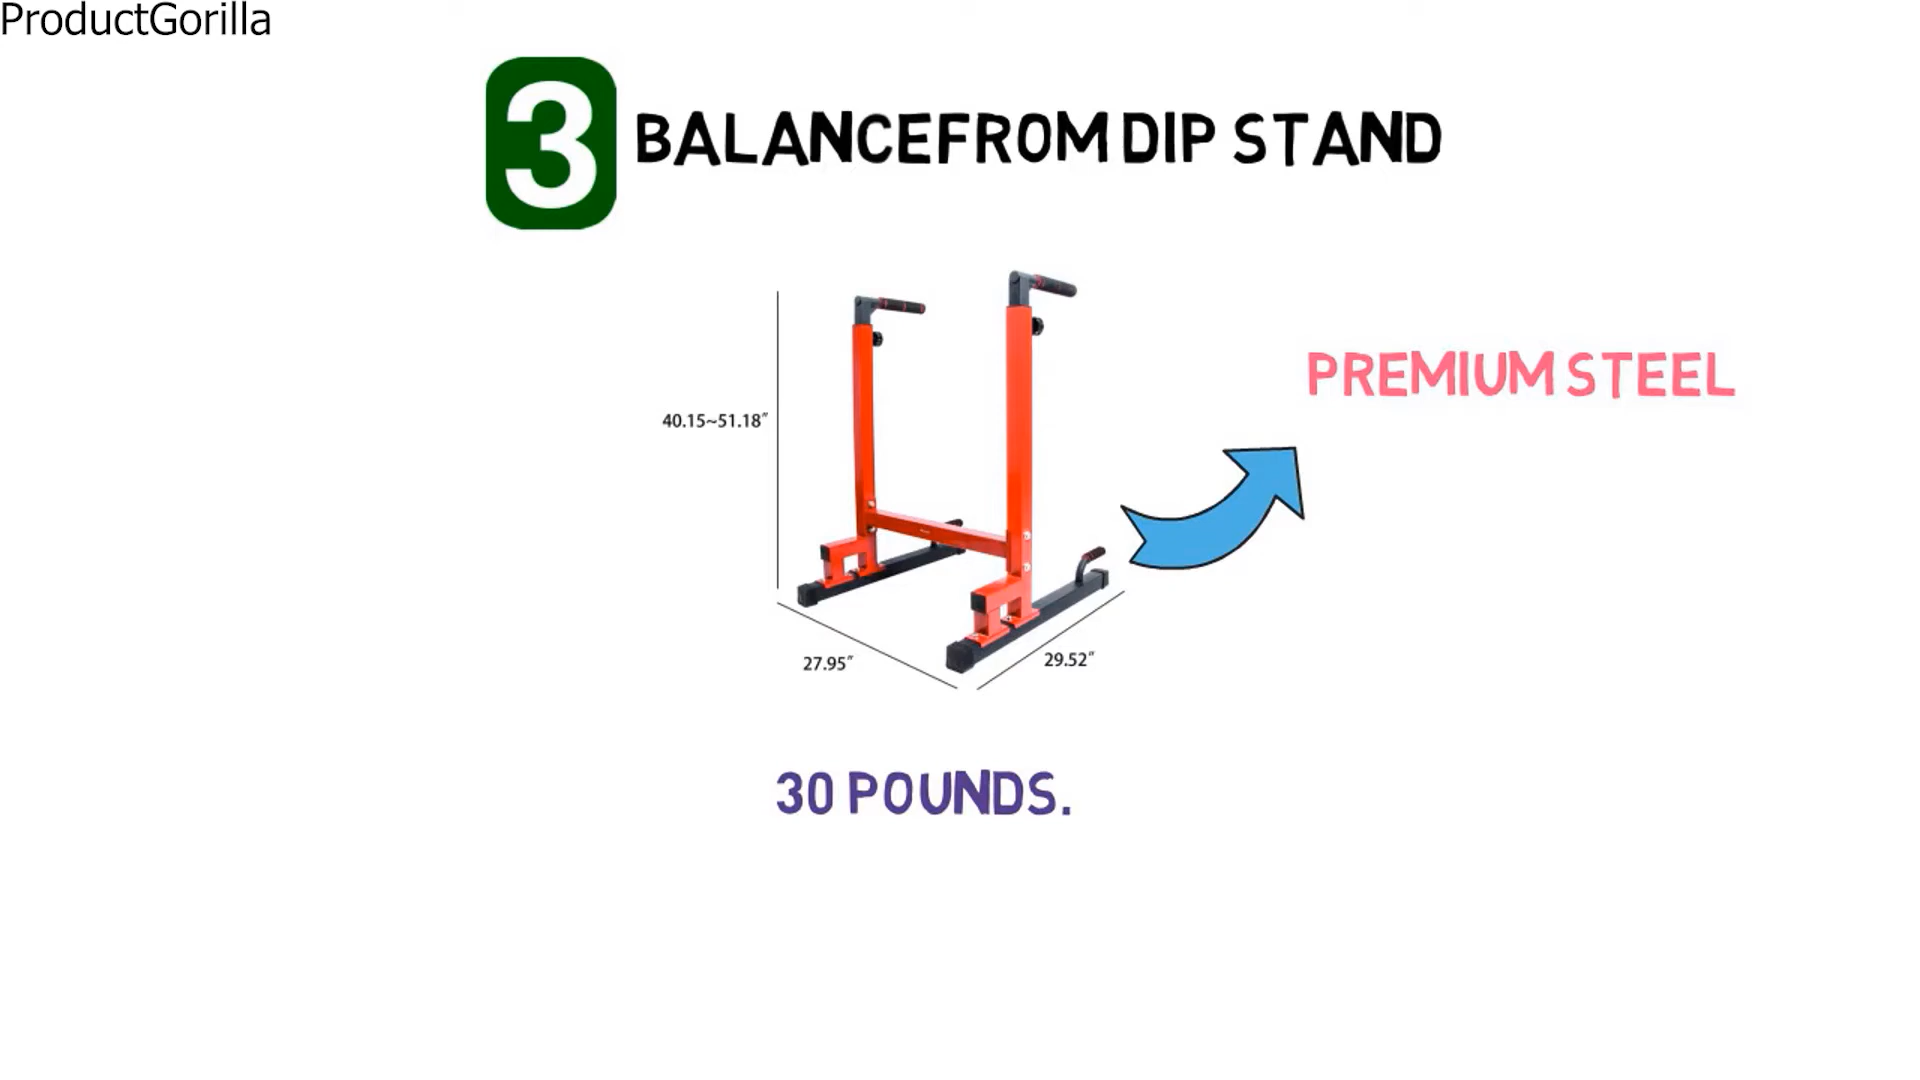 ProductGorilla
3 BALANCEFROM DIP STAND
PREMIUM STEEL
40.15~51.18"
27.95"
29.52"
30 POUNDS.